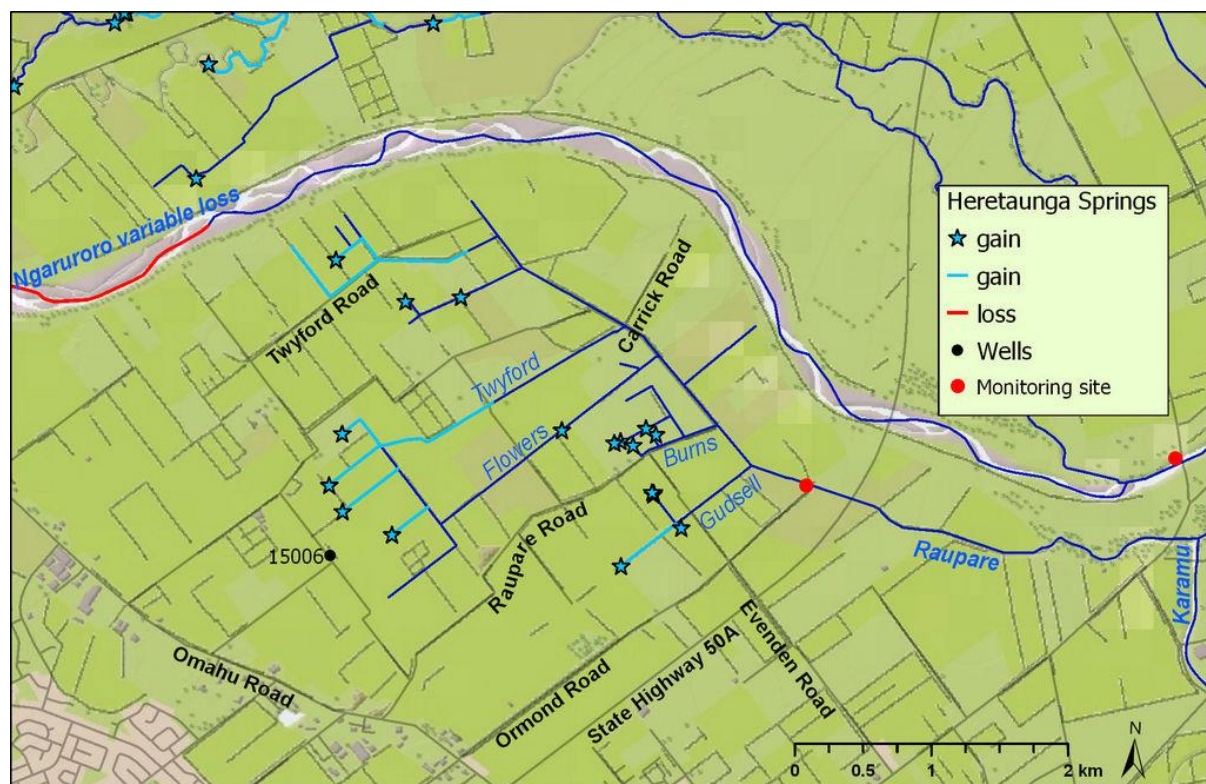 Heretaunga Springs
gain
gain
loss
Wells
Monitoring site
Ngaruroro variable loss
Twyford Road
Carrick Road
Twyford
Flowers
Burns
Gudsell
Raupare Road
15006
Raupare
Karamu
Omahu Road
Ormond Road
State Highway 50A
Evenden Road
N
0 0.5 1 2 km